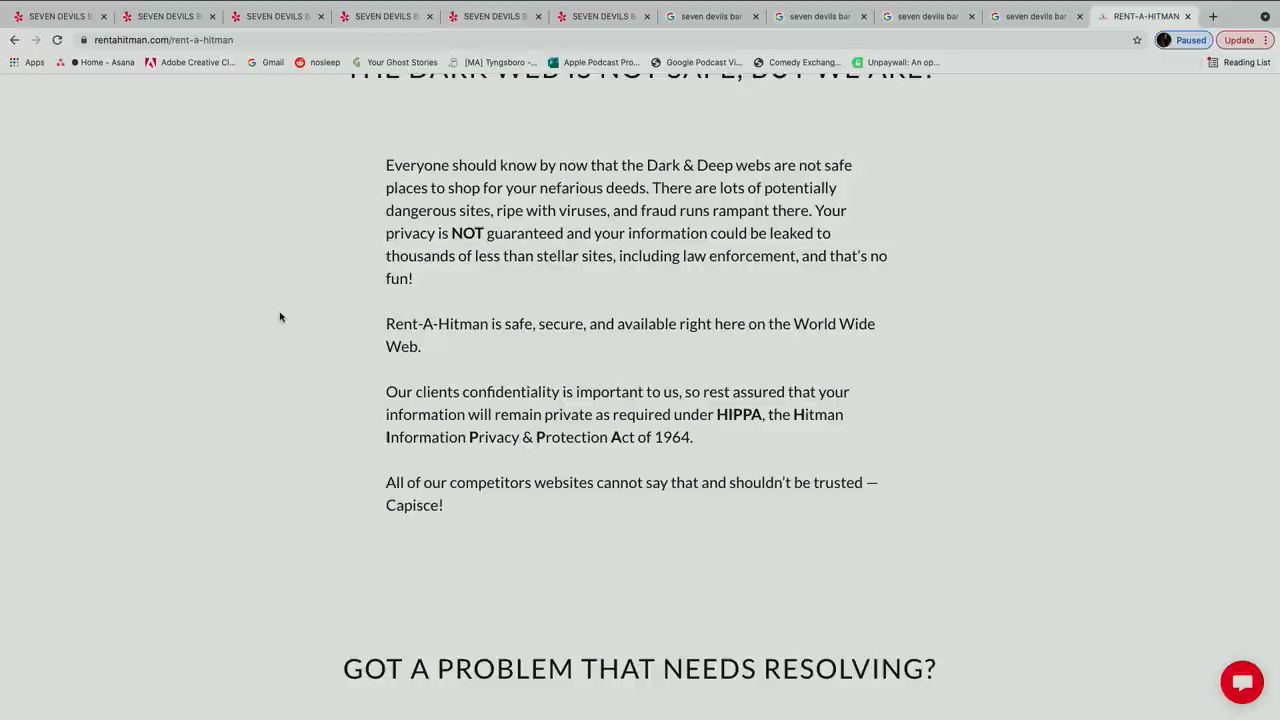 SEVEN DEVILS B
SEVEN DEVILS B
SEVEN DEVILS B
SEVEN DEVILS B
SEVEN DEVILS B
SEVEN DEVILS B
seven devils bar
seven devils bar
seven devils bar
seven devils bar
RENT-A-HITMAN
rentahitman.com/rent-a-hitman
Paused
Update
Apps
Home - Asana
Adobe Creative Cl...
Gmail
nosleep
Your Ghost Stories
[MA] Tyngsboro -...
Apple Podcast Pro...
Google Podcast Vi...
Comedy Exchang...
Unpaywall: An op...
Reading List
THE DARK WEB IS NOT SAFE, BUT WE ARE?
Everyone should know by now that the Dark & Deep webs are not safe
places to shop for your nefarious deeds. There are lots of potentially
dangerous sites, ripe with viruses, and fraud runs rampant there. Your
privacy is NOT guaranteed and your information could be leaked to
thousands of less than stellar sites, including law enforcement, and that's no
fun!
Rent-A-Hitman is safe, secure, and available right here on the World Wide
Web.
Our clients confidentiality is important to us, so rest assured that your
information will remain private as required under HIPPA, the Hitman
Information Privacy & Protection Act of 1964.
All of our competitors websites cannot say that and shouldn't be trusted —
Capisce!
GOT A PROBLEM THAT NEEDS RESOLVING?